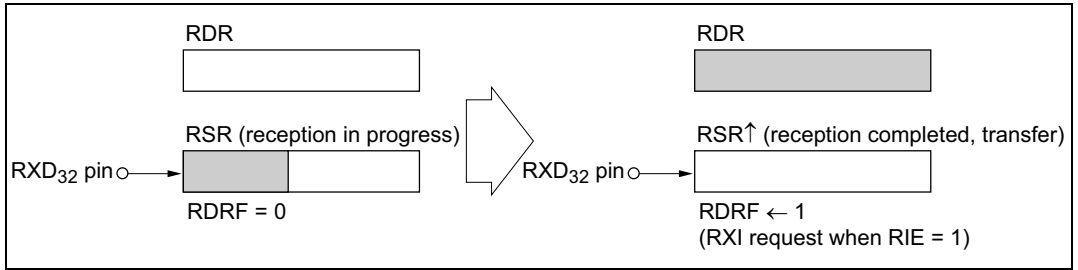 RDR
RSR (reception in progress)
RXD32 pin
RDRF = 0
RDR
RSR↑ (reception completed, transfer)
RXD32 pin
RDRF ← 1
(RXI request when RIE = 1)